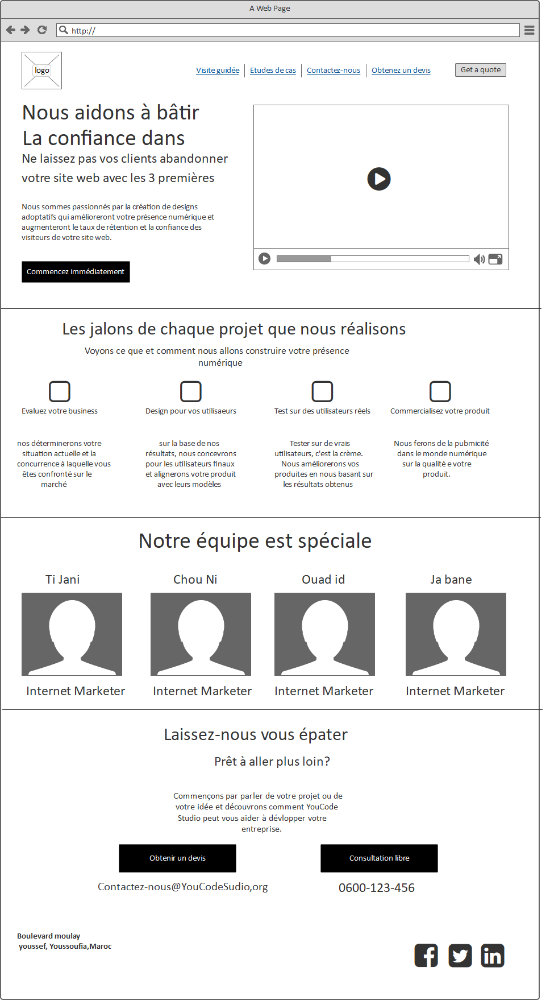 A Web Page
http://
logo
Visite guidée
Etudes de cas
Contactez-nous
Obtenez un devis
Get a quote
Nous aidons à bâtir
La confiance dans
Ne laissez pas vos clients abandonner
votre site web avec les 3 premières
Nous sommes passionnés par la création de designs
adoptatifs qui amélioreront votre présence numérique et
augmenteront le taux de rétention et la confiance des
visiteurs de votre site web.
Commencez immédiatement
Les jalons de chaque projet que nous réalisons
Voyons ce que et comment nous allons construire votre présence
numérique
Evaluez votre business
nos déterminerons votre
situation actuelle et la
concurrence à laquelle vous
êtes confronté sur le
marché
Design pour vos utilisaeurs
sur la base de nos
résultats, nous concevrons
pour les utilisateurs finaux
et alignerons votre produit
avec leurs modèles
Test sur des utilisateurs réels
Tester sur de vrais
utilisateurs, c'est la crème.
Nous améliorerons vos
produites en nous basant sur
les résultats obtenus
Commercialisez votre produit
Nous ferons de la pubmicité
dans le monde numérique
sur la qualité e votre
produit.
Notre équipe est spéciale
Ti Jani
Chou Ni
Ouad id
Ja bane
Internet Marketer
Internet Marketer
Internet Marketer
Internet Marketer
Laissez-nous vous épater
Prêt à aller plus loin?
Commençons par parler de votre projet ou de
votre idée et découvrons comment YouCode
Studio peut vous aider à dévlopper votre
entreprise.
Obtenir un devis
Consultation libre
Contactez-nous@YouCodeSudio,org
0600-123-456
Boulevard moulay
youssef, Youssoufia,Maroc